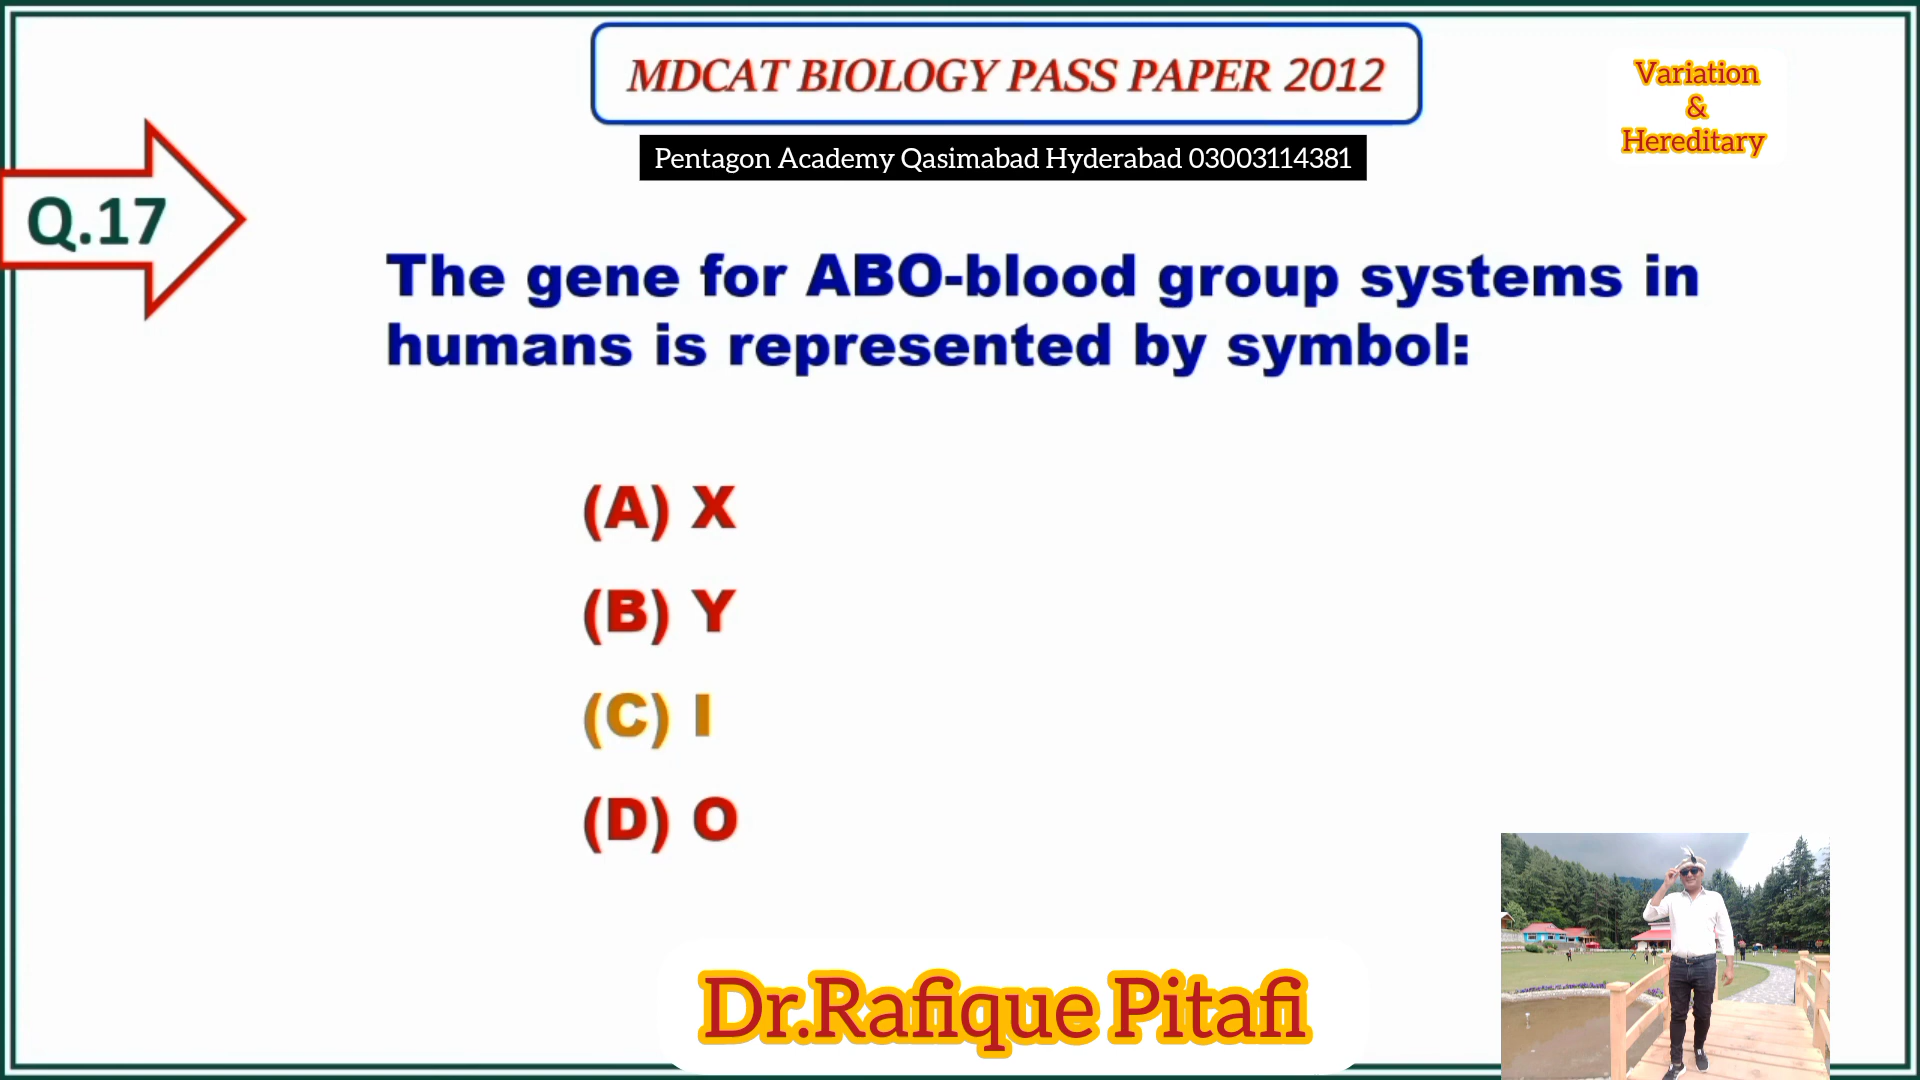 MDCAT BIOLOGY PASS PAPER 2012
Variation
&
Hereditary
Pentagon Academy Qasimabad Hyderabad 03003114381
Q.17
The gene for ABO-blood group systems in
humans is represented by symbol:
(A) X
(B) Y
(C) I
(D) O
Dr.Rafique Pitafi